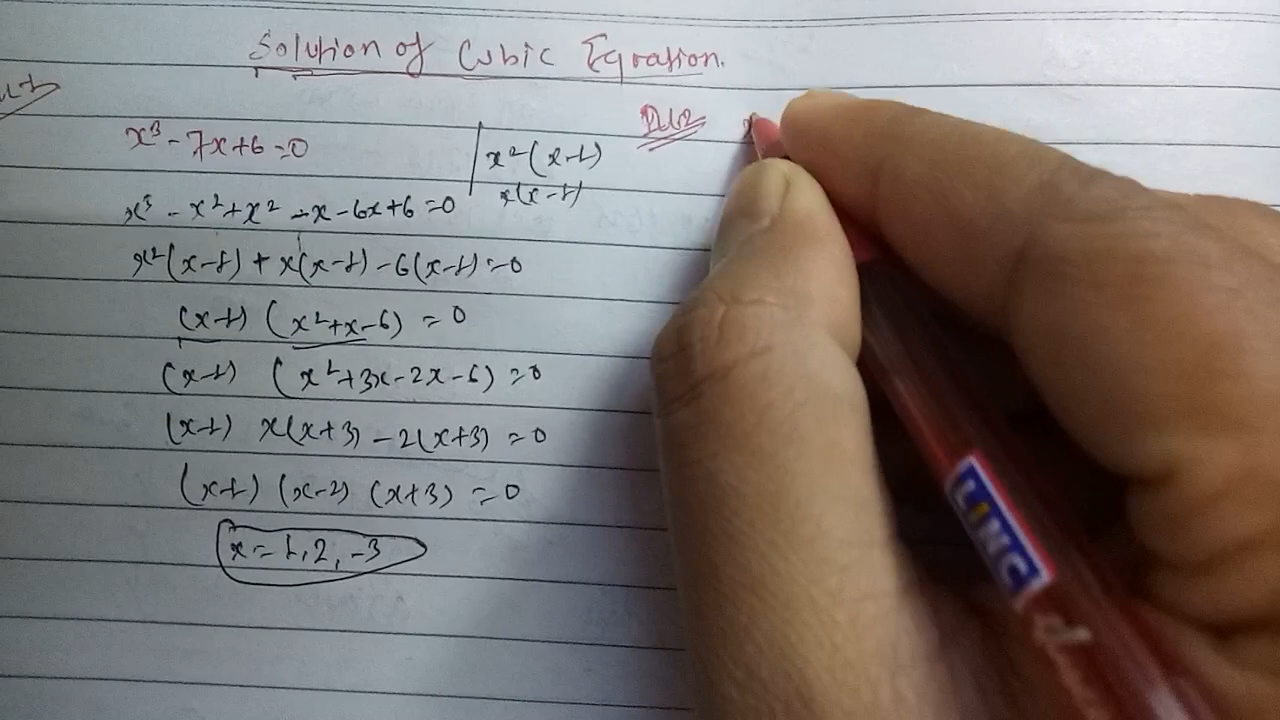 Solution of Cubic Eqration.
x³ - 7x + 6 = 0
x³ - x² + x² - x - 6x + 6 = 0
x²(x-1) + x(x-1) - 6(x-1) = 0
(x-1) (x²+x-6) = 0
(x-1) (x²+3x-2x-6) = 0
(x-1) x(x+3) - 2(x+3) = 0
(x-1) (x-2) (x+3) = 0
x = 1, 2, -3
x²(x-1)
x(x-1)
x
LINC